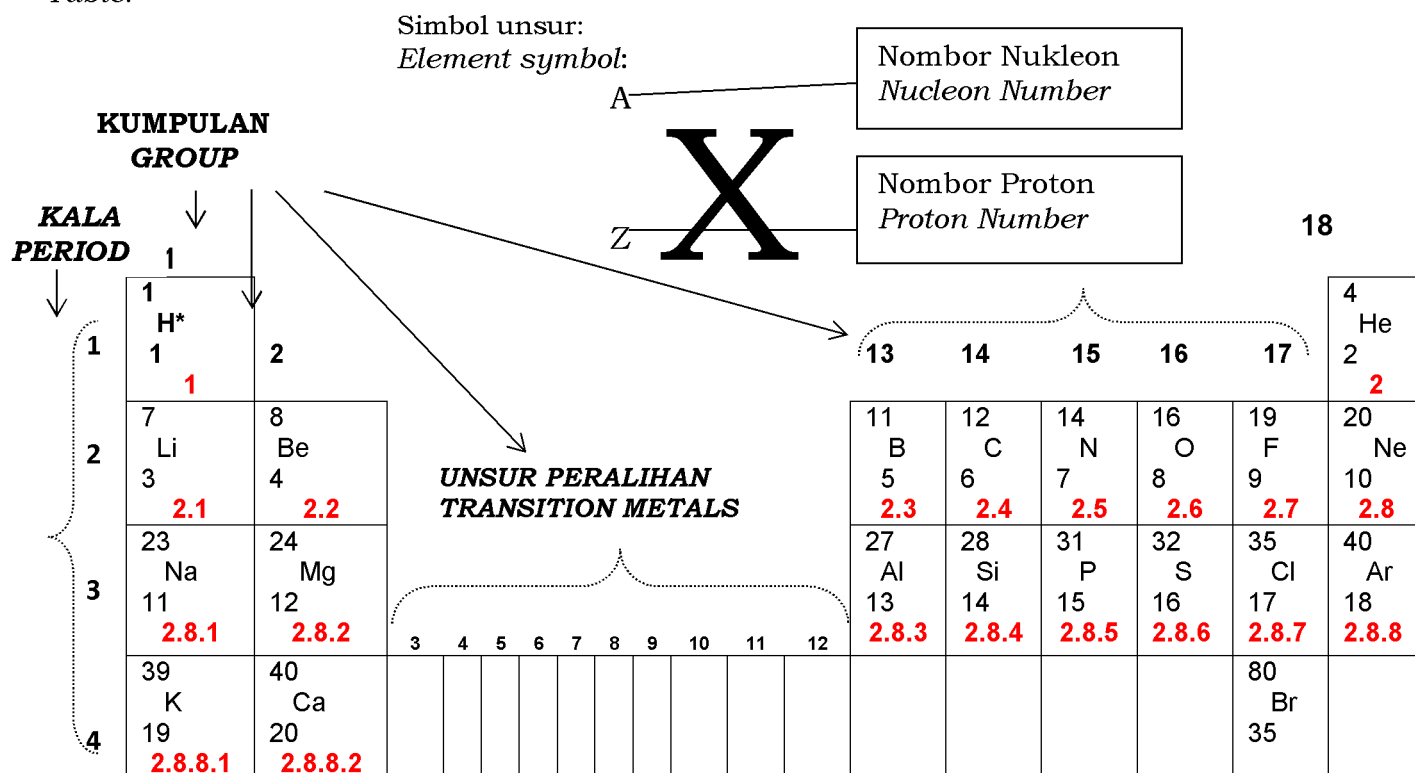 Table.
Simbol unsur:
Element symbol:
A
Nombor Nukleon
Nucleon Number
X
Z
Nombor Proton
Proton Number
KUMPULAN
GROUP
KALA
PERIOD
1
18
1
H*
1
1
4
He
2
2
1
2
13 14 15 16 17
7
Li
3
2.1
8
Be
4
2.2
2
UNSUR PERALIHAN
TRANSITION METALS
11
B
5
2.3
12
C
6
2.4
14
N
7
2.5
16
O
8
2.6
19
F
9
2.7
20
Ne
10
2.8
3
23
Na
11
2.8.1
24
Mg
12
2.8.2
3 4 5 6 7 8 9 10 11 12
27
Al
13
2.8.3
28
Si
14
2.8.4
31
P
15
2.8.5
32
S
16
2.8.6
35
Cl
17
2.8.7
40
Ar
18
2.8.8
4
39
K
19
2.8.8.1
40
Ca
20
2.8.8.2
80
Br
35